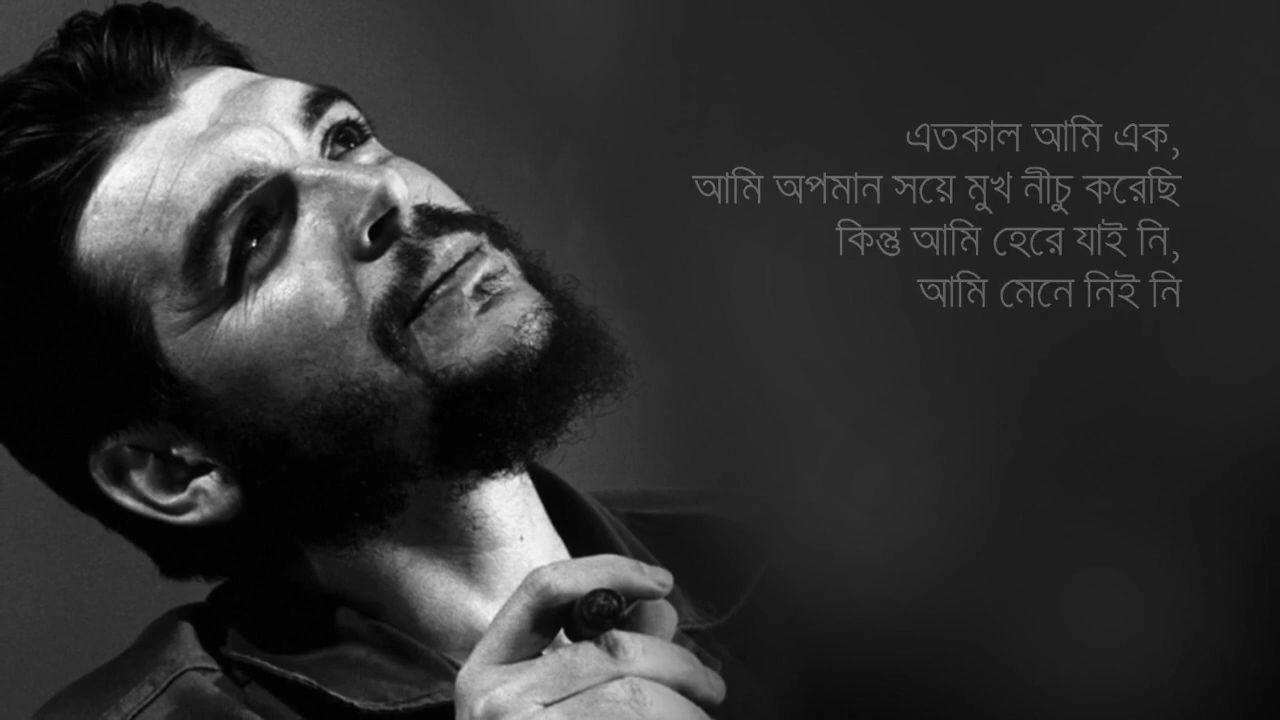 এতকাল আমি এক,
আমি অপমান সয়ে মুখ নীচু করেছি
কিন্তু আমি হেরে যাই নি,
আমি মেনে নিই নি